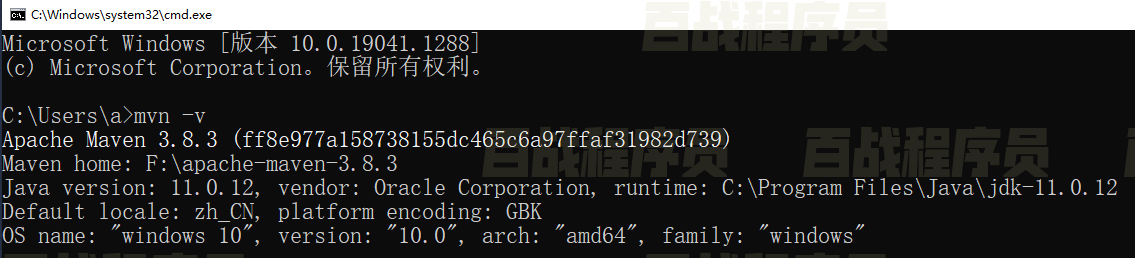 C:\Windows\system32\cmd.exe
Microsoft Windows [版本 10.0.19041.1288]
(c) Microsoft Corporation。保留所有权利。
C:\Users\a>mvn -v
Apache Maven 3.8.3 (ff8e977a158738155dc465c6a97ffaf31982d739)
Maven home: F:\apache-maven-3.8.3
Java version: 11.0.12, vendor: Oracle Corporation, runtime: C:\Program Files\Java\jdk-11.0.12
Default locale: zh_CN, platform encoding: GBK
OS name: "windows 10", version: "10.0", arch: "amd64", family: "windows"
百战程序员
百战程序员
百战程序员